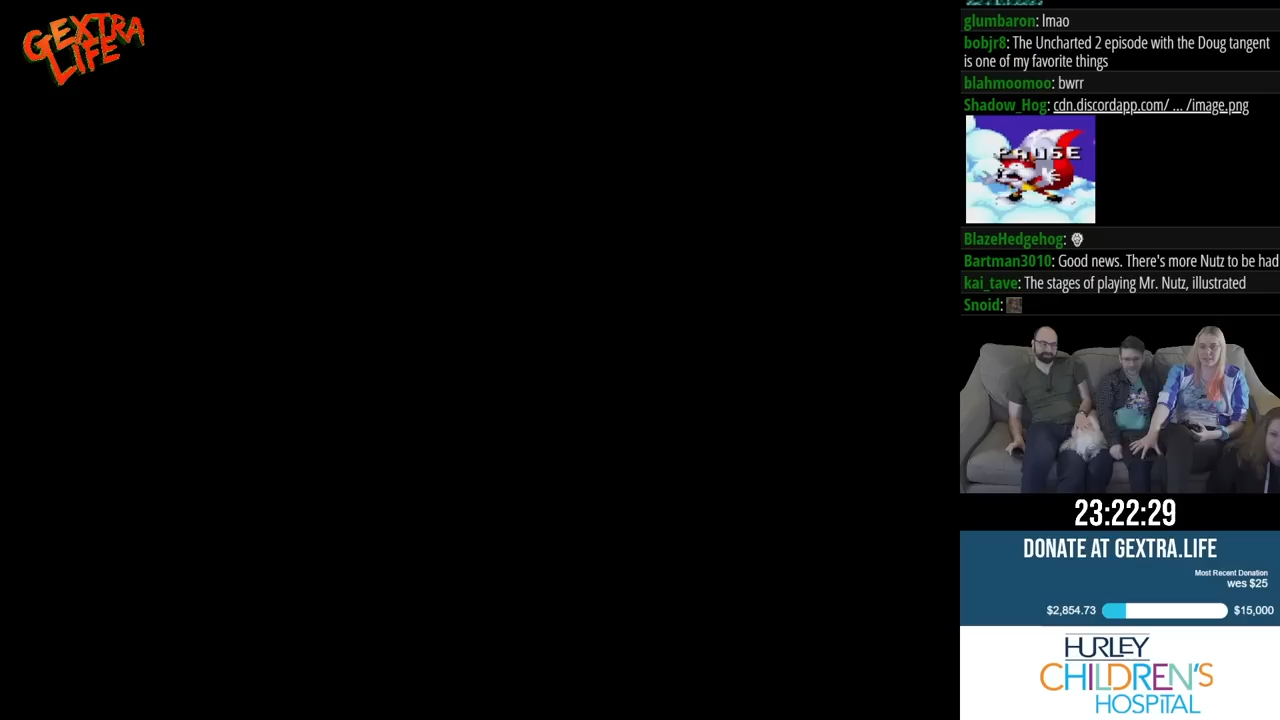 GEXTRA
LIFE
glumbaron: lmao
bobjr8: The Uncharted 2 episode with the Doug tangent
is one of my favorite things
blahmoomoo: bwrr
Shadow_Hog: cdn.discordapp.com/ ... /image.png
PAUSE
BlazeHedgehog:
Bartman3010: Good news. There's more Nutz to be had
kai_tave: The stages of playing Mr. Nutz, illustrated
Snoid:
23:22:29
DONATE AT GEXTRA.LIFE
Most Recent Donation
wes $25
$2,854.73
$15,000
HURLEY
CHILDREN'S
HOSPITAL